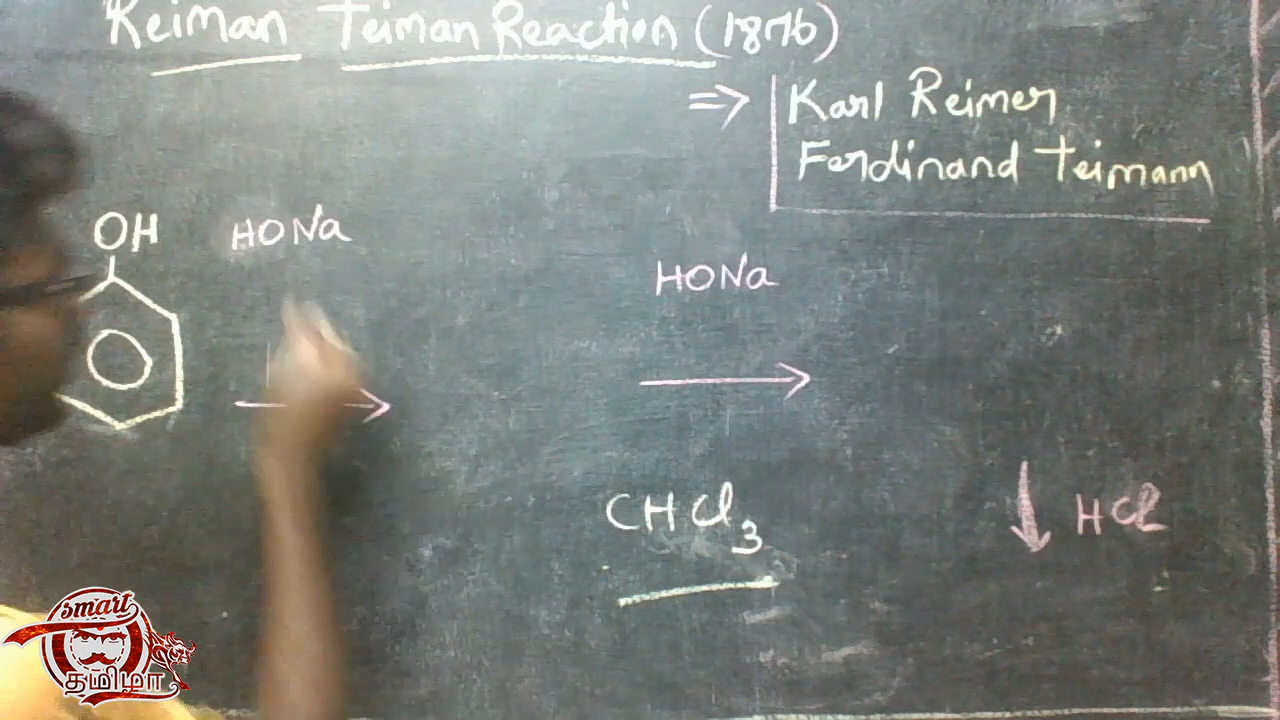 Reiman Teiman Reaction (1876)
⇒ Karl Reimer
Ferdinand Teimann
OH HONa
HONa
CHCl3
↓ HCl
smart
தமிழா